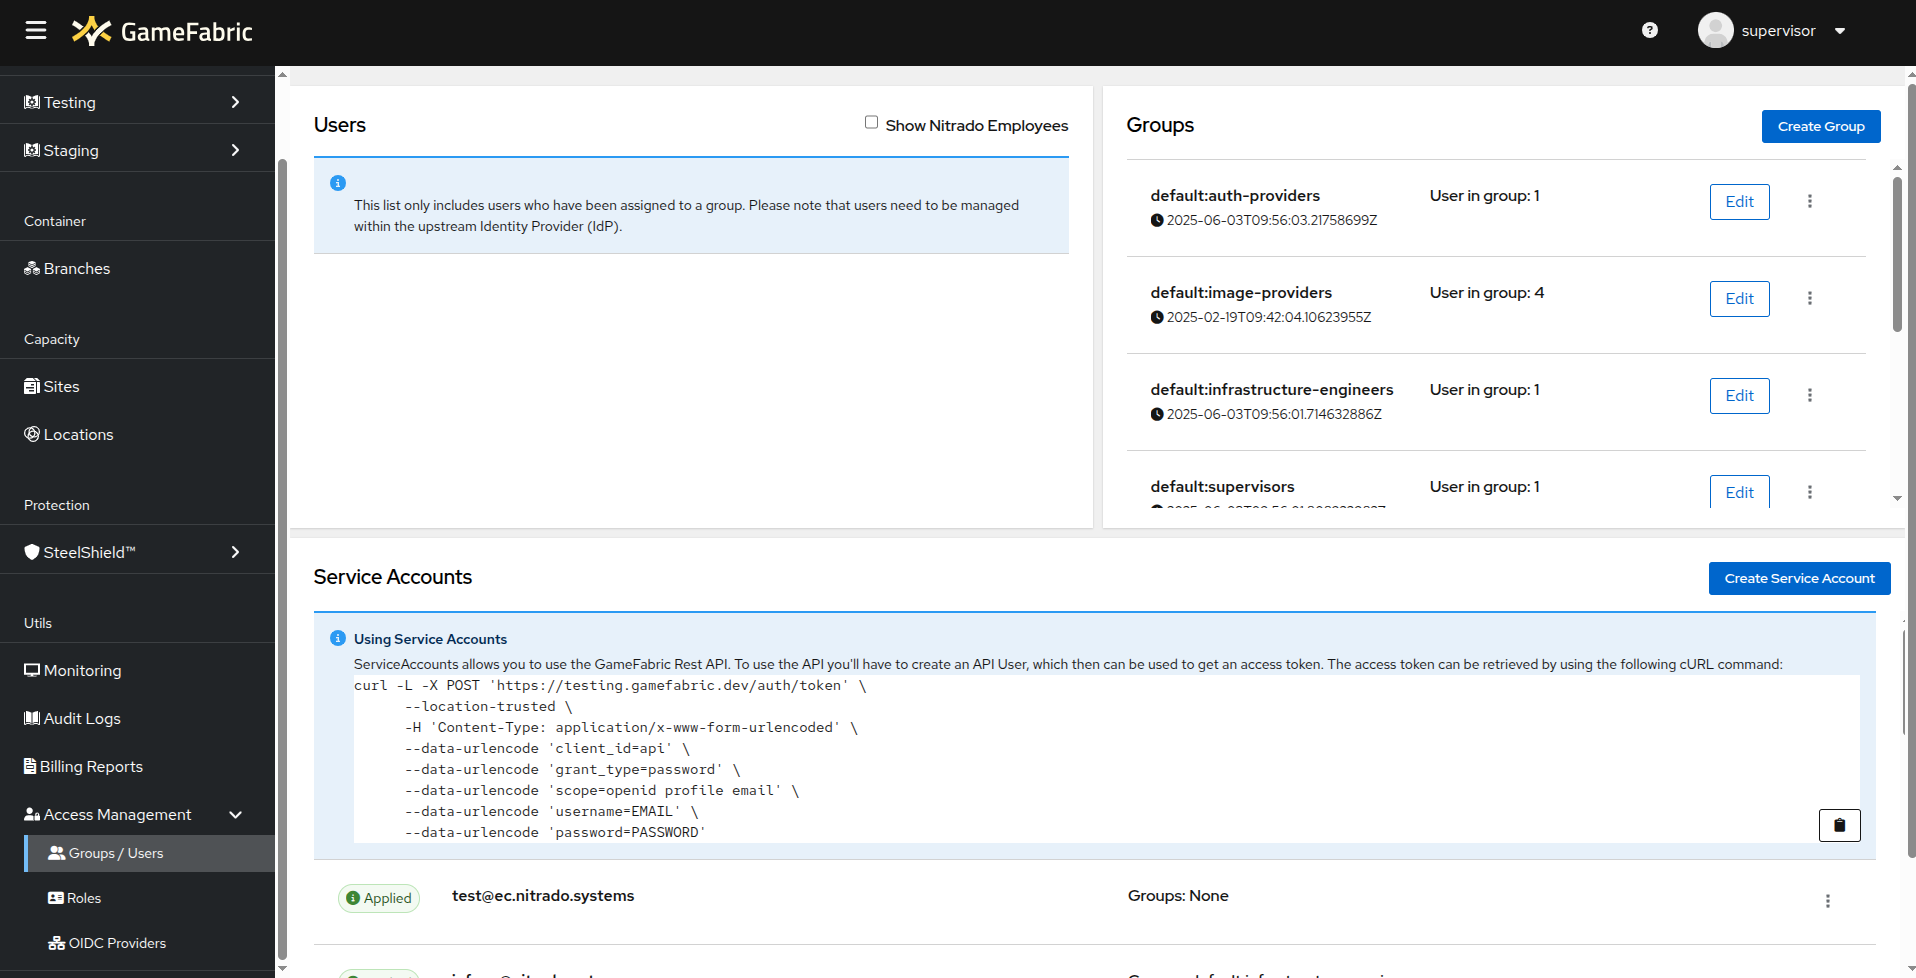 GameFabric
supervisor
Testing
Staging
Container
Branches
Capacity
Sites
Locations
Protection
SteelShield™
Utils
Monitoring
Audit Logs
Billing Reports
Access Management
Groups / Users
Roles
OIDC Providers
Users
Show Nitrado Employees
This list only includes users who have been assigned to a group. Please note that users need to be managed
within the upstream Identity Provider (IdP).
Groups
Create Group
default:auth-providers
User in group: 1
Edit
2025-06-03T09:56:03.21758699Z
default:image-providers
User in group: 4
Edit
2025-02-19T09:42:04.10623955Z
default:infrastructure-engineers
User in group: 1
Edit
2025-06-03T09:56:01.714632886Z
default:supervisors
User in group: 1
Edit
Service Accounts
Create Service Account
Using Service Accounts
ServiceAccounts allows you to use the GameFabric Rest API. To use the API you'll have to create an API User, which then can be used to get an access token. The access token can be retrieved by using the following cURL command:
curl -L -X POST 'https://testing.gamefabric.dev/auth/token' \
--location-trusted \
-H 'Content-Type: application/x-www-form-urlencoded' \
--data-urlencode 'client_id=api' \
--data-urlencode 'grant_type=password' \
--data-urlencode 'scope=openid profile email' \
--data-urlencode 'username=EMAIL' \
--data-urlencode 'password=PASSWORD'
Applied
test@ec.nitrado.systems
Groups: None